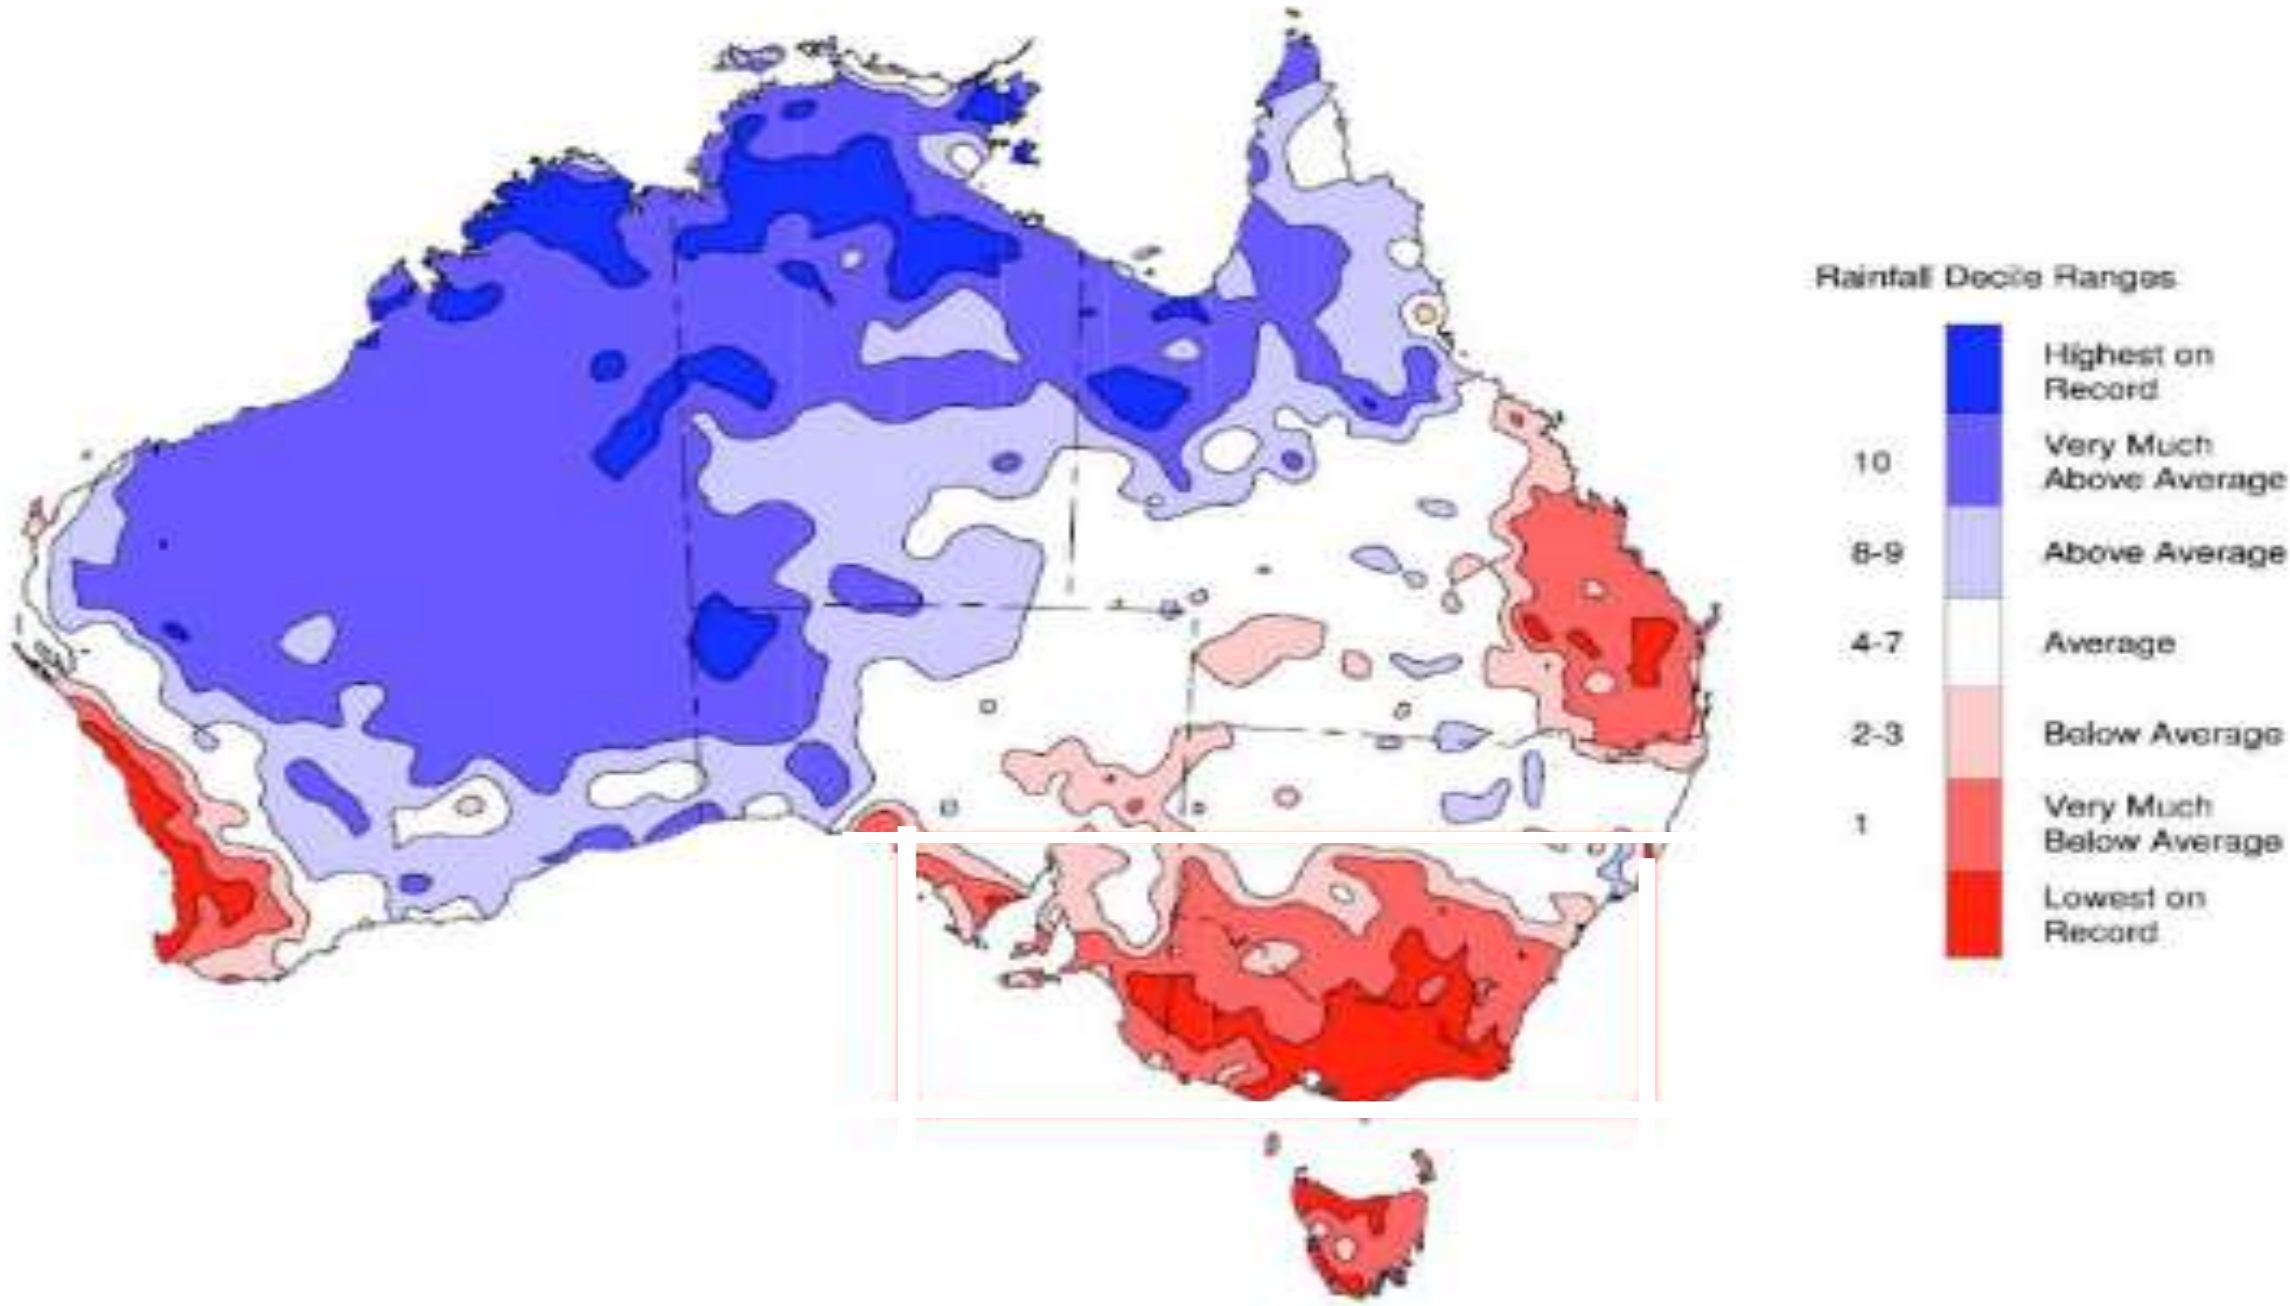 Rainfall Decile Ranges
Highest on
Record
10
Very Much
Above Average
8-9
Above Average
4-7
Average
2-3
Below Average
1
Very Much
Below Average
Lowest on
Record